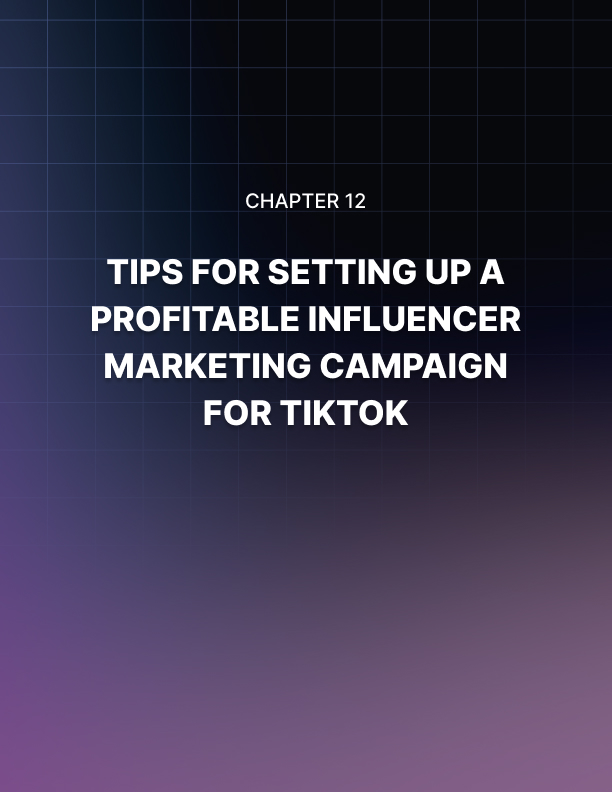 CHAPTER 12
TIPS FOR SETTING UP A
PROFITABLE INFLUENCER
MARKETING CAMPAIGN
FOR TIKTOK